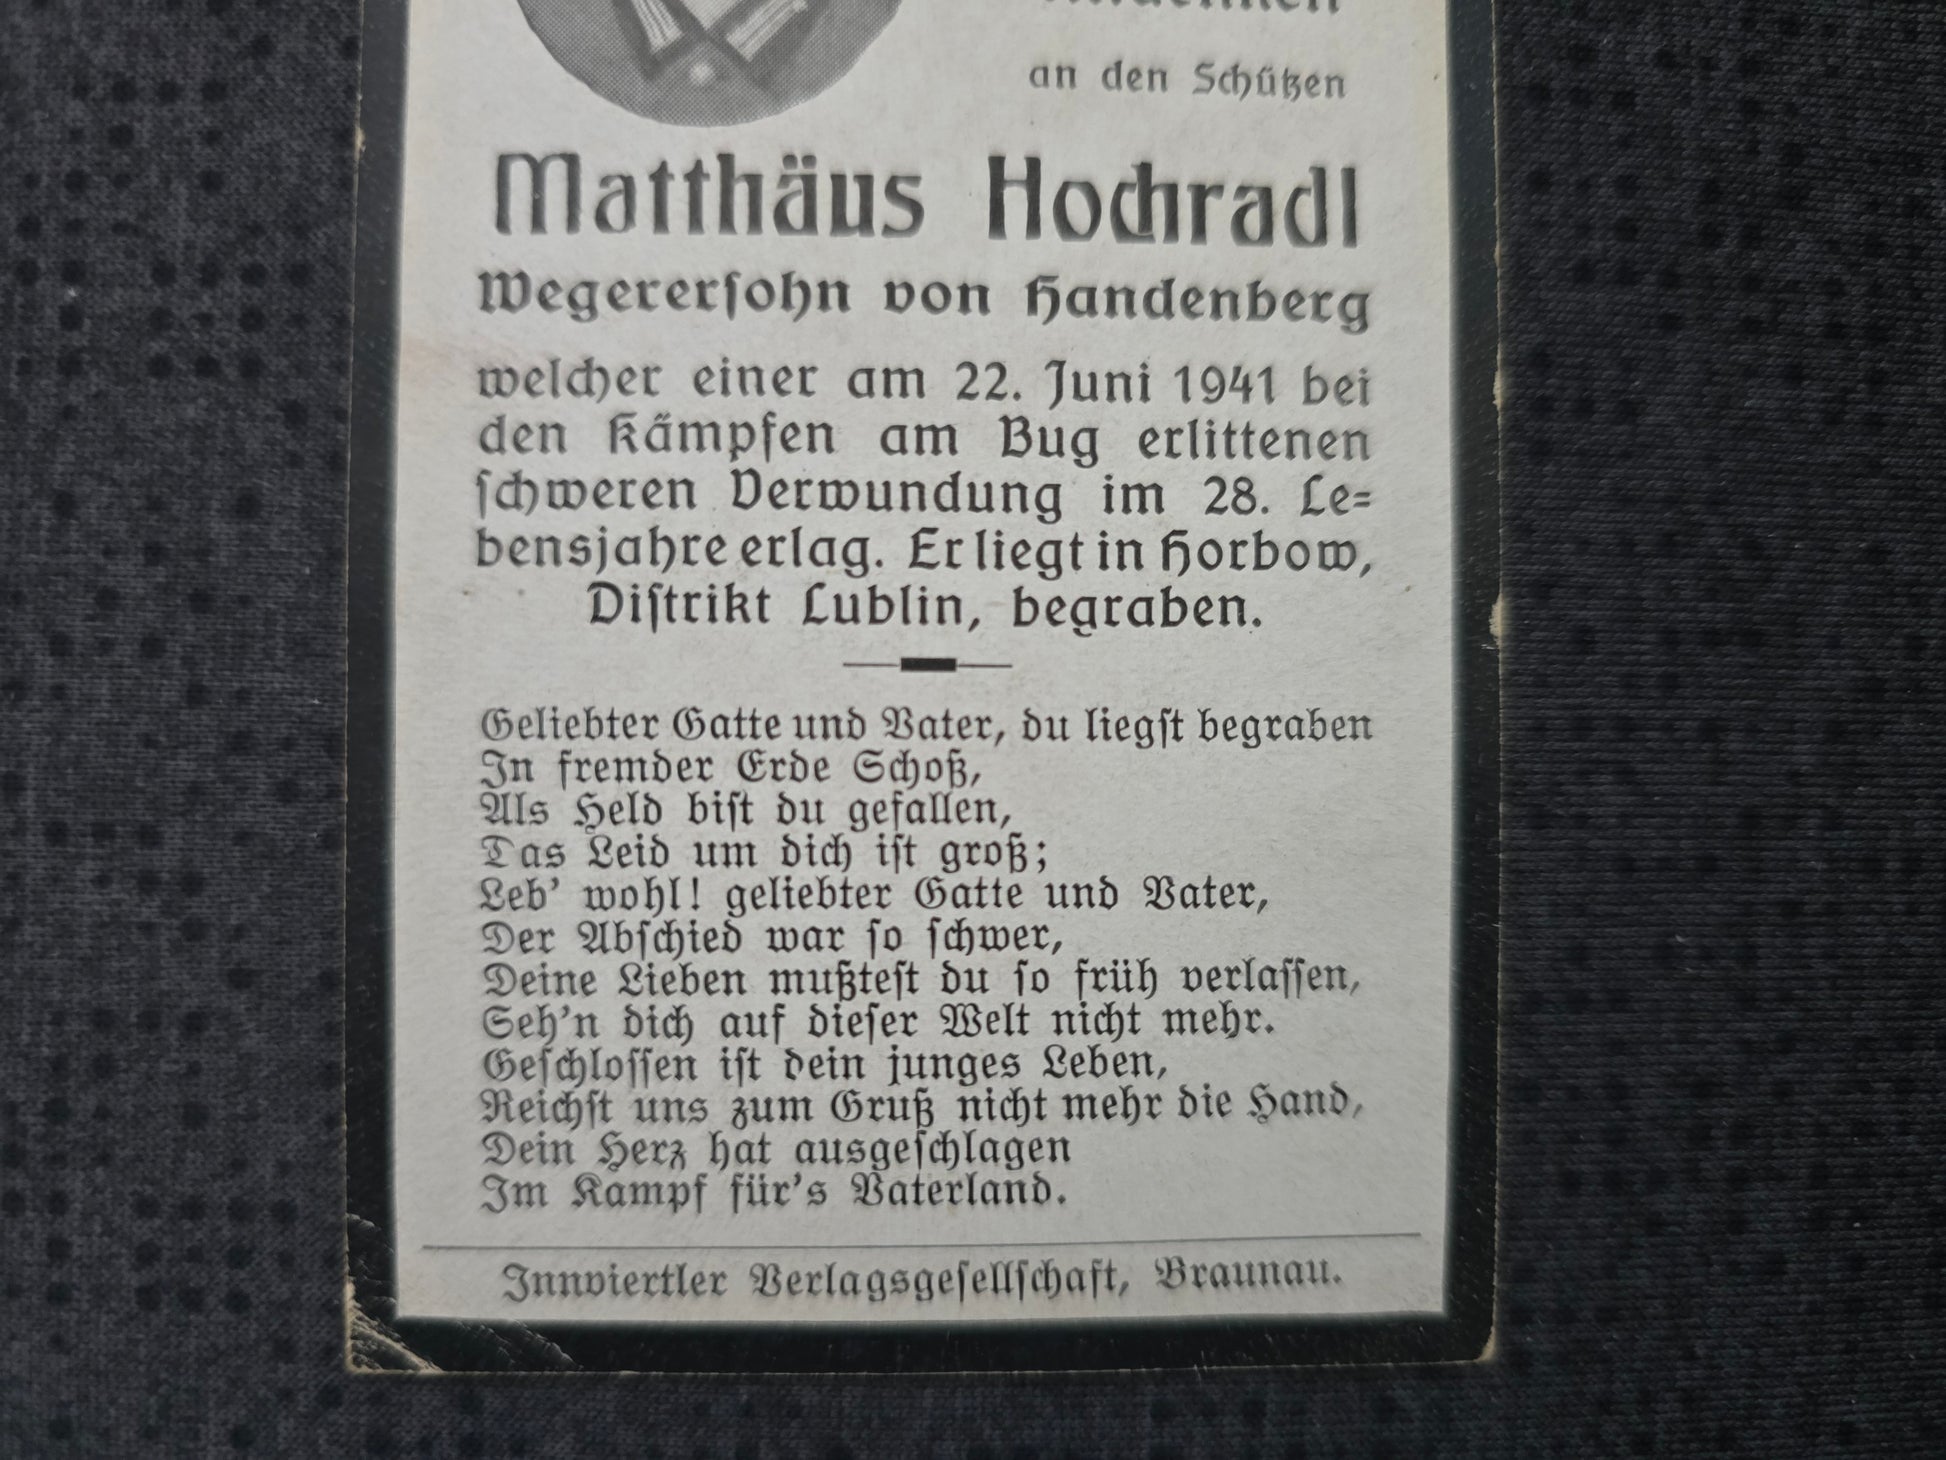 an den Schützen
Matthäus Hochradl
Wegerersohn von Handenberg
welcher einer am 22. Juni 1941 bei
den Kämpfen am Bug erlittenen
schweren Verwundung im 28. Le-
bensjahre erlag. Er liegt in Horbow,
Distrikt Lublin, begraben.
Geliebter Gatte und Vater, du liegst begraben
In fremder Erde Schoß,
Als Held bist du gefallen,
Das Leid um dich ist groß;
Leb' wohl! geliebter Gatte und Vater,
Der Abschied war so schwer,
Deine Lieben mußtest du so früh verlassen,
Seh'n dich auf dieser Welt nicht mehr.
Geschlossen ist dein junges Leben,
Reichst uns zum Gruß nicht mehr die Hand,
Dein Herz hat ausgeschlagen
Im Kampf für's Vaterland.
Innviertler Verlagsgesellschaft, Braunau.